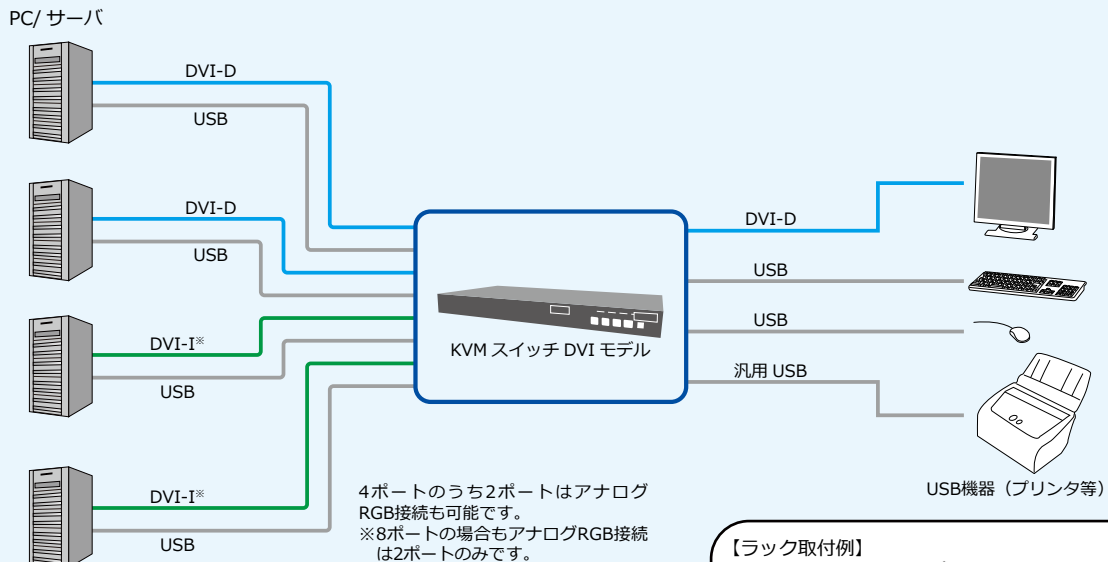 PC/ サーバ
DVI-D
USB
DVI-D
USB
DVI-I※
USB
DVI-I※
USB
KVM スイッチ DVI モデル
DVI-D
USB
USB
汎用 USB
USB機器（プリンタ等）
4ポートのうち2ポートはアナログ
RGB接続も可能です。
※8ポートの場合もアナログRGB接続
は2ポートのみです。
【ラック取付例】